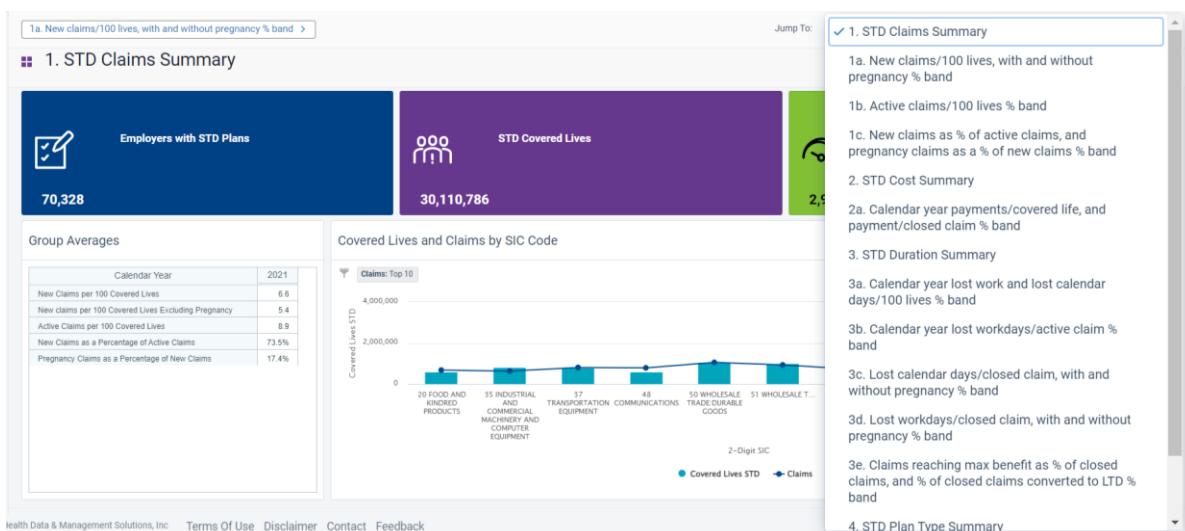 1a. New claims/100 lives, with and without pregnancy % band >
Jump To:
1. STD Claims Summary
Employers with STD Plans
70,328
STD Covered Lives
30,110,786
2,9
Group Averages
Calendar Year 2021
New Claims per 100 Covered Lives 6.6
New claims per 100 Covered Lives Excluding Pregnancy 5.4
Active Claims per 100 Covered Lives 8.9
New Claims as a Percentage of Active Claims 73.5%
Pregnancy Claims as a Percentage of New Claims 17.4%
Covered Lives and Claims by SIC Code
Claims: Top 10
Covered Lives STD
4,000,000
2,000,000
0
20 FOOD AND
KINDRED
PRODUCTS
35 INDUSTRIAL
AND
COMMERCIAL
MACHINERY AND
COMPUTER
EQUIPMENT
37
TRANSPORTATION
EQUIPMENT
48
COMMUNICATIONS
50 WHOLESALE
TRADE:DURABLE
GOODS
51 WHOLESALE T...
2-Digit SIC
Covered Lives STD
Claims
1. STD Claims Summary
1a. New claims/100 lives, with and without
pregnancy % band
1b. Active claims/100 lives % band
1c. New claims as % of active claims, and
pregnancy claims as a % of new claims % band
2. STD Cost Summary
2a. Calendar year payments/covered life, and
payment/closed claim % band
3. STD Duration Summary
3a. Calendar year lost work and lost calendar
days/100 lives % band
3b. Calendar year lost workdays/active claim %
band
3c. Lost calendar days/closed claim, with and
without pregnancy % band
3d. Lost workdays/closed claim, with and without
pregnancy % band
3e. Claims reaching max benefit as % of closed
claims, and % of closed claims converted to LTD %
band
4. STD Plan Type Summary
ealth Data & Management Solutions, Inc
Terms Of Use Disclaimer Contact Feedback